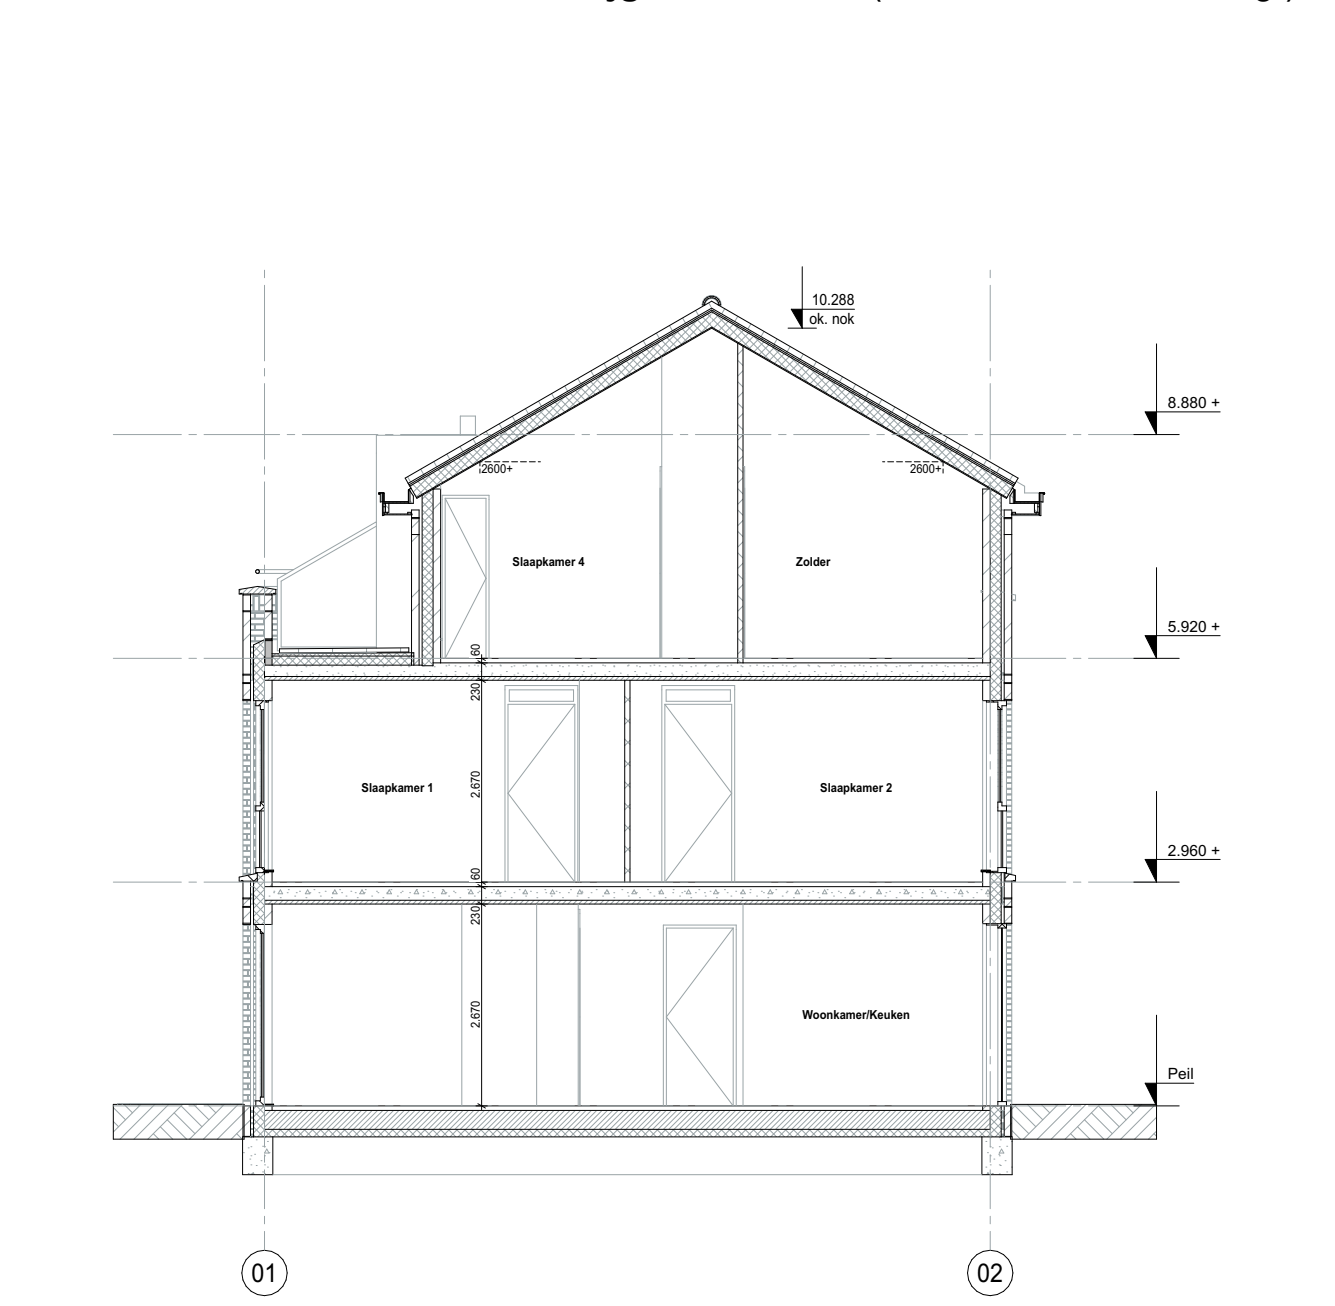 10.288
ok. nok
8.880 +
2600+
2600+
Slaapkamer 4
Zolder
5.920 +
60
230
Slaapkamer 1
2.670
Slaapkamer 2
2.960 +
60
230
2.670
Woonkamer/Keuken
Peil
01
02